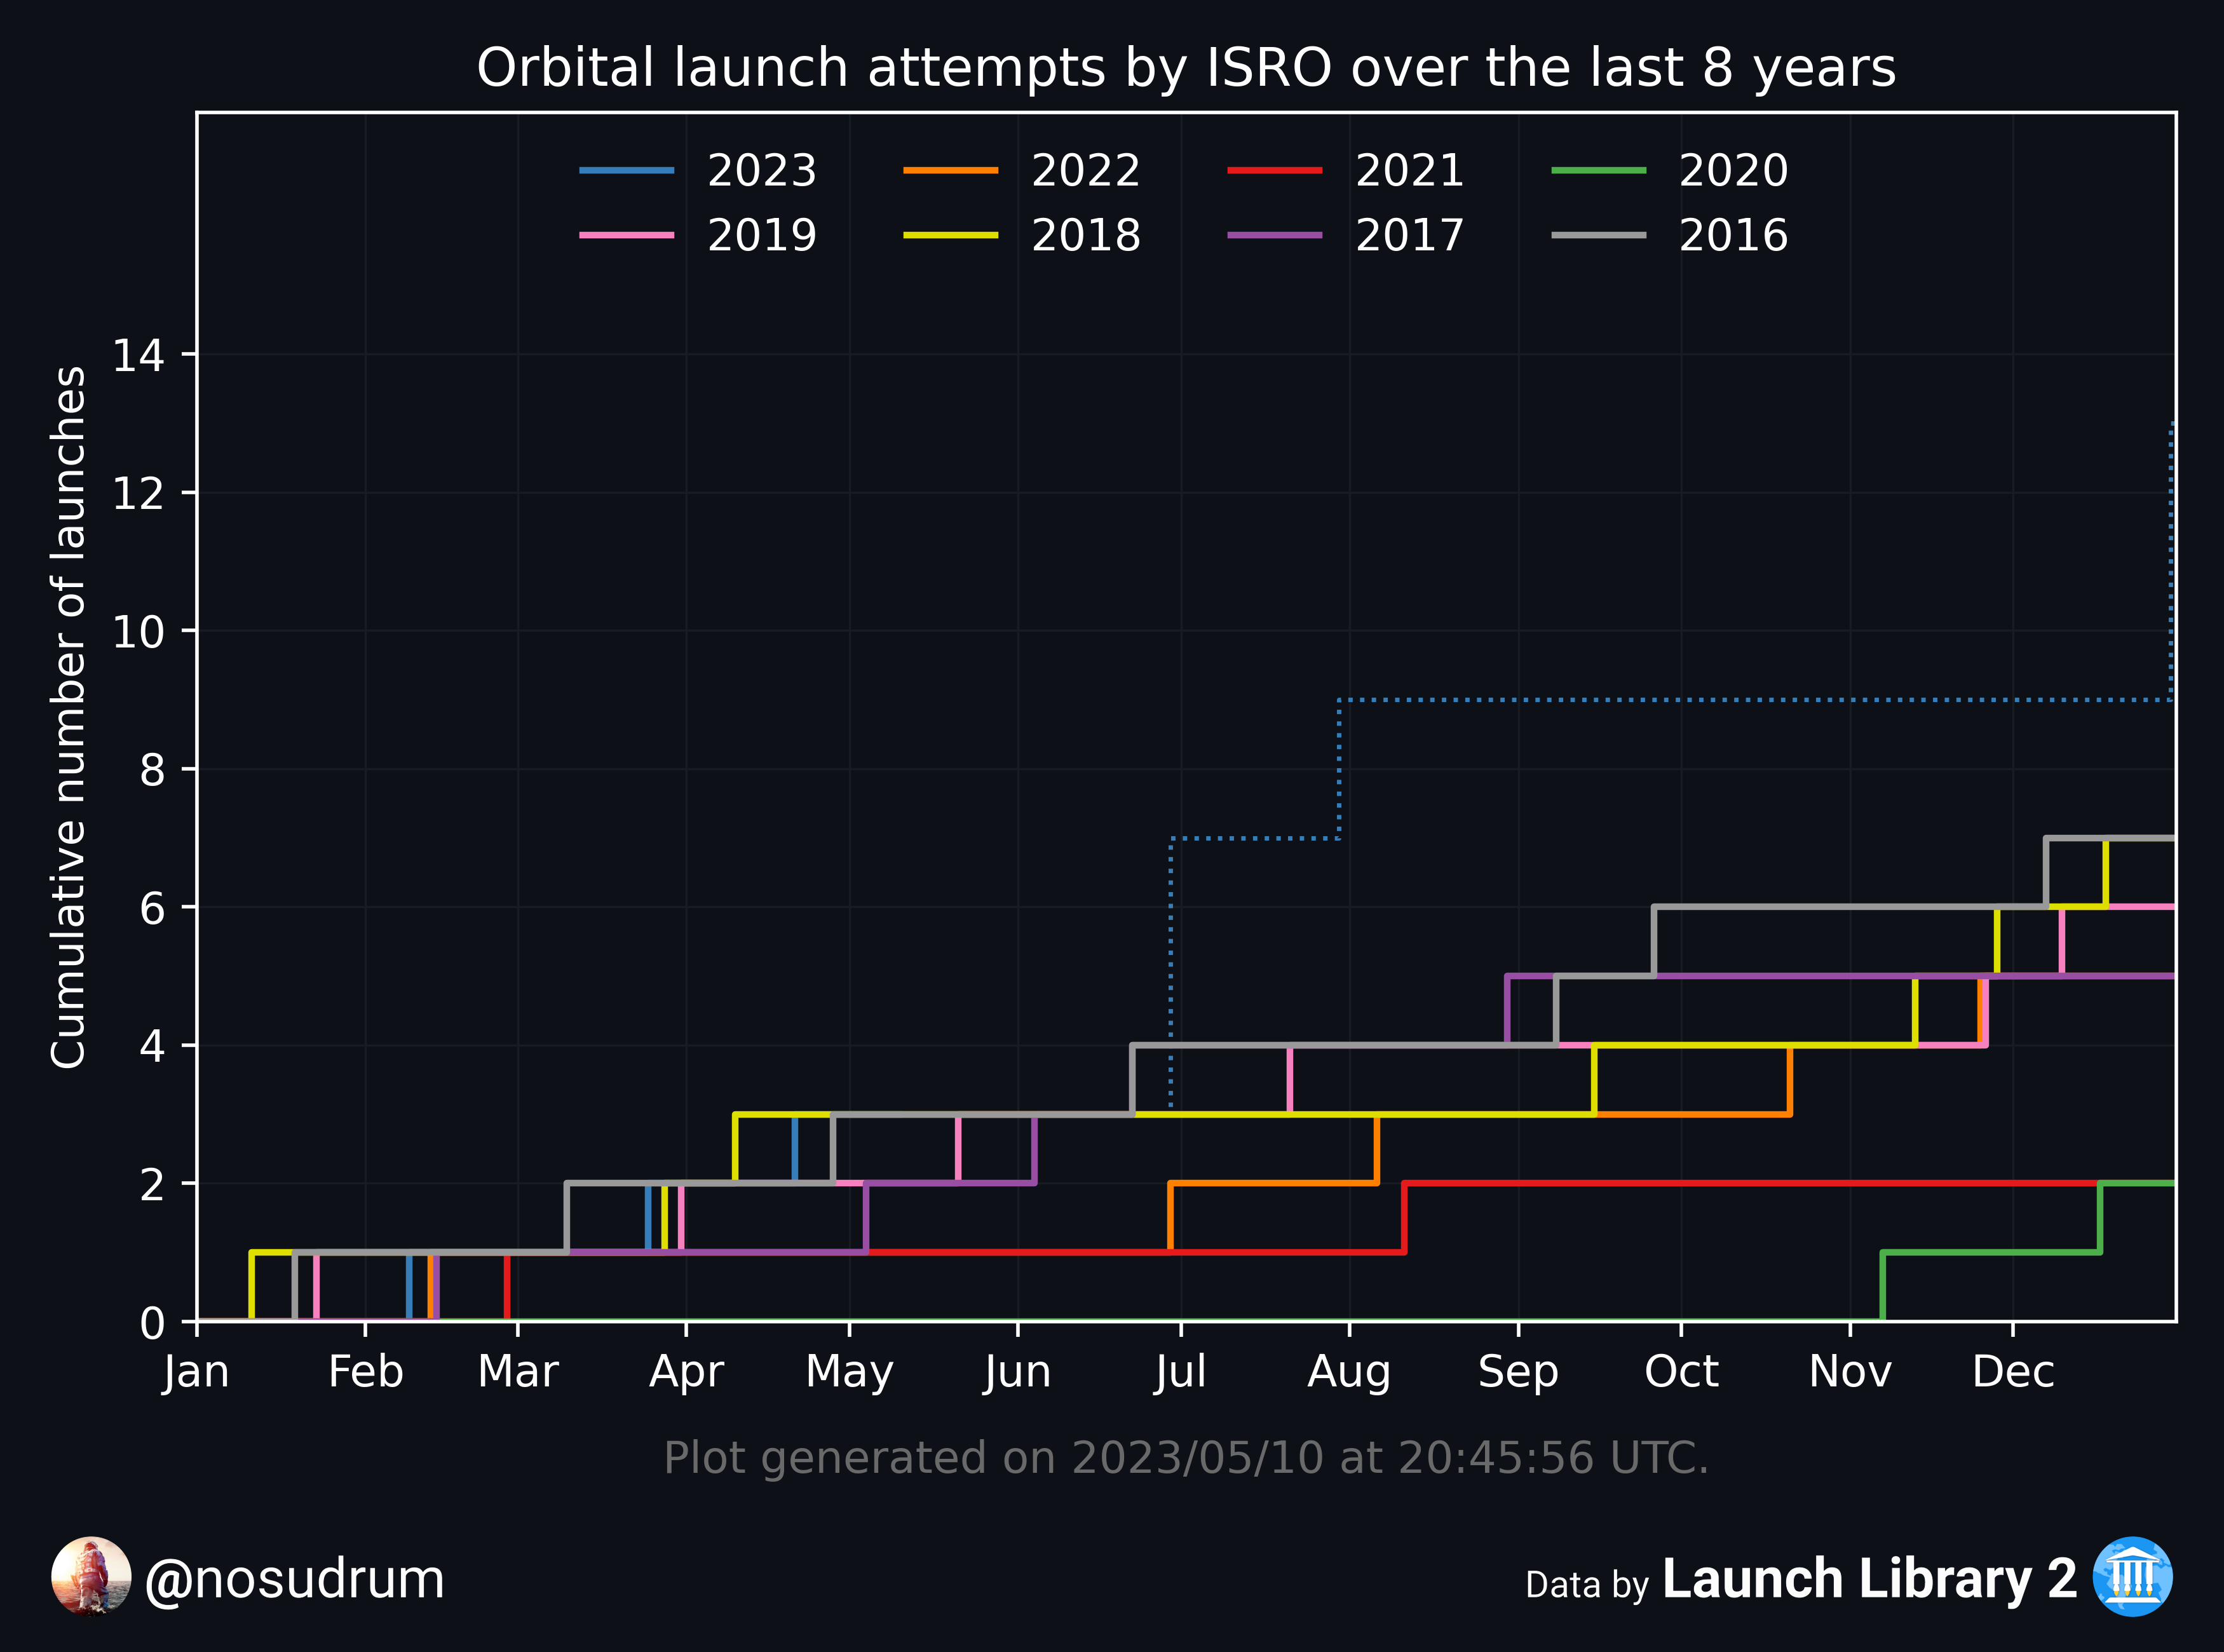 Orbital launch attempts by ISRO over the last 8 years
2023 2022 2021 2020
2019 2018 2017 2016
Cumulative number of launches
14
12
10
8
6
4
2
0
Jan Feb Mar Apr May Jun Jul Aug Sep Oct Nov Dec
Plot generated on 2023/05/10 at 20:45:56 UTC.
@nosudrum
Data by Launch Library 2